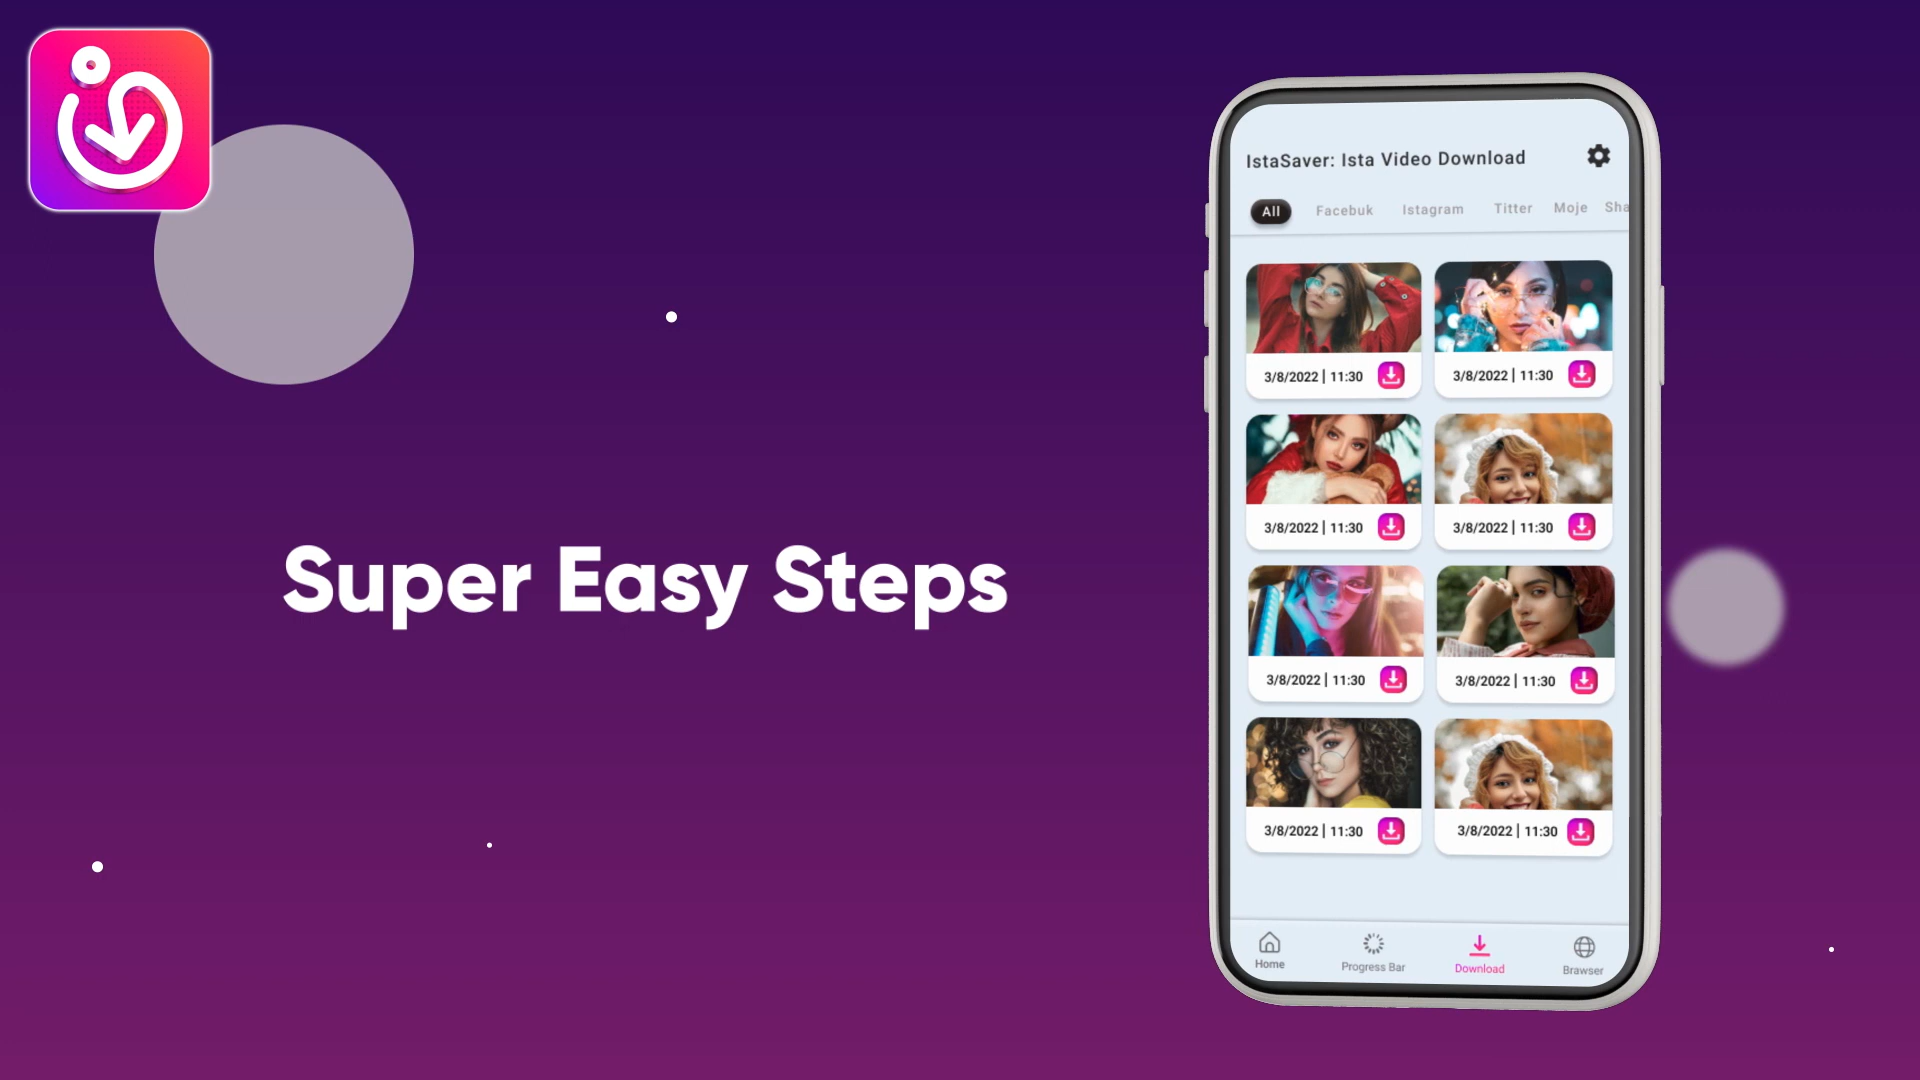 Super Easy Steps
IstaSaver: Ista Video Download
All Facebuk Istagram Titter Moje Sha
3/8/2022 | 11:30 3/8/2022 | 11:30
3/8/2022 | 11:30 3/8/2022 | 11:30
3/8/2022 | 11:30 3/8/2022 | 11:30
3/8/2022 | 11:30 3/8/2022 | 11:30
Home Progress Bar Download Brawser